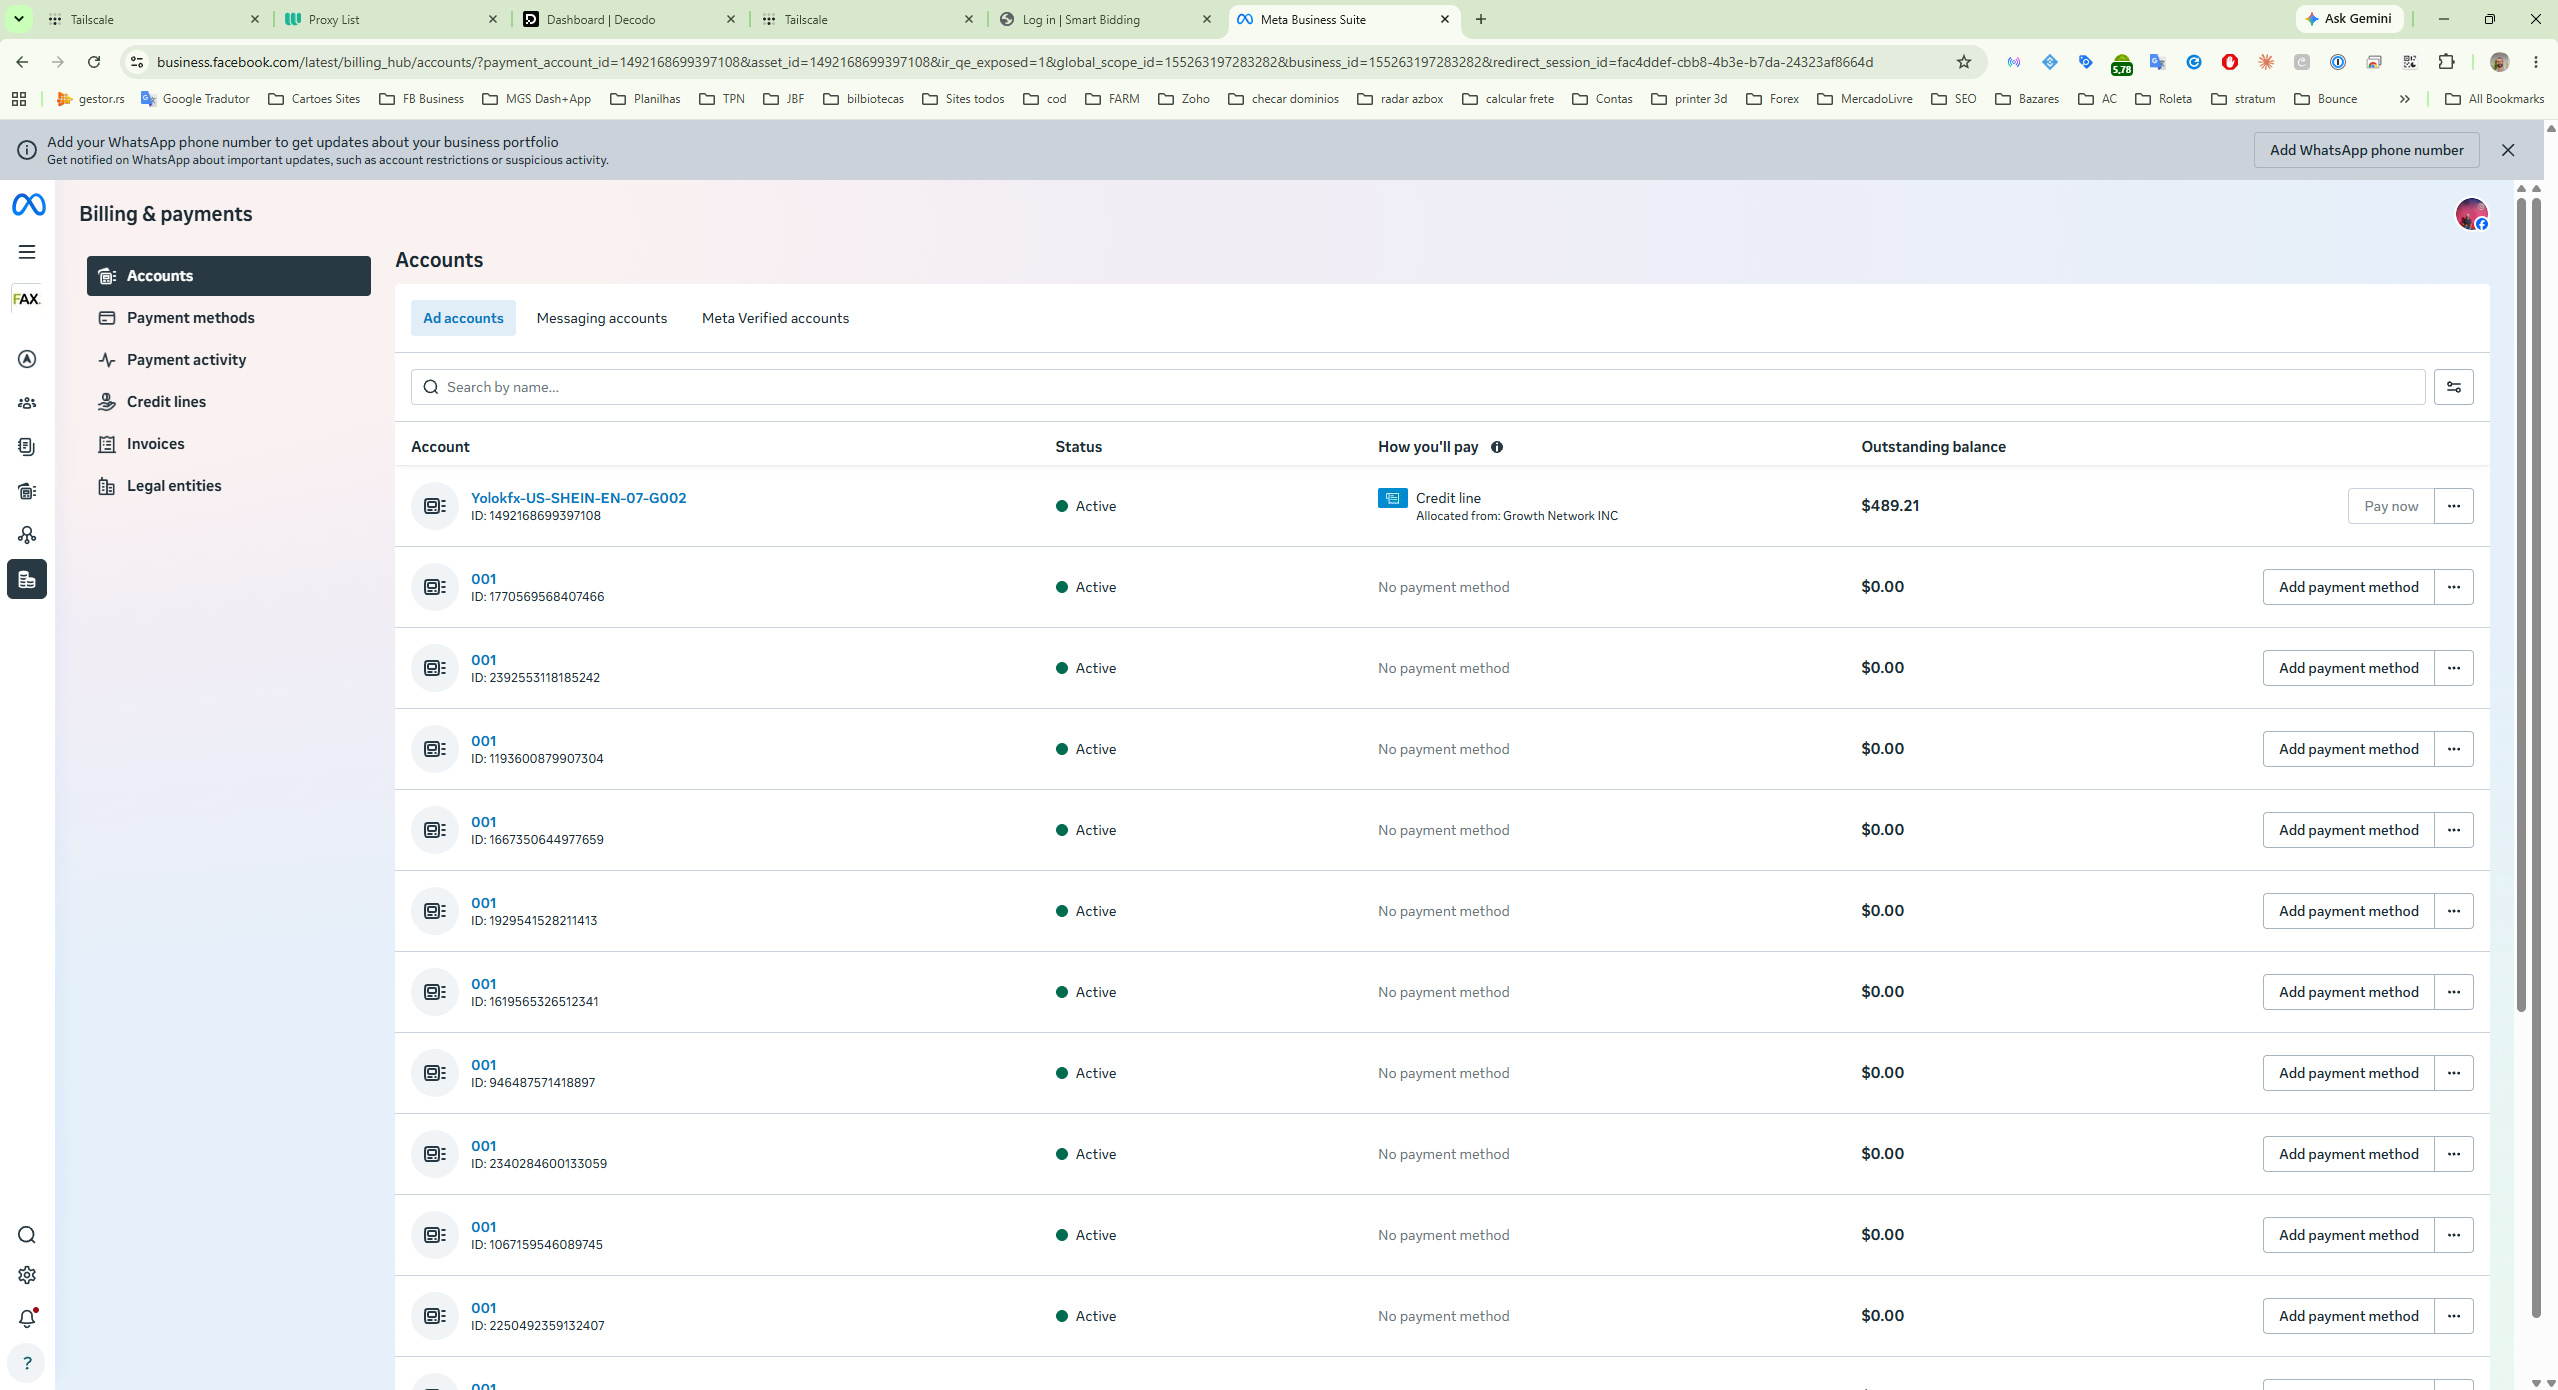 Tailscale
Proxy List
Dashboard | Decodo
Tailscale
Log in | Smart Bidding
Meta Business Suite
Ask Gemini
business.facebook.com/latest/billing_hub/accounts/?payment_account_id=1492168699397108&asset_id=1492168699397108&ir_qe_exposed=1&global_scope_id=155263197283282&business_id=155263197283282&redirect_session_id=fac4ddef-cbb8-4b3e-b7da-24323af8664d
5,78
gestor.rs
Google Tradutor
Cartoes Sites
FB Business
MGS Dash+App
Planilhas
TPN
JBF
bilbiotecas
Sites todos
cod
FARM
Zoho
checar dominios
radar azbox
calcular frete
Contas
printer 3d
Forex
MercadoLivre
SEO
Bazares
AC
Roleta
stratum
Bounce
All Bookmarks
Add your WhatsApp phone number to get updates about your business portfolio
Get notified on WhatsApp about important updates, such as account restrictions or suspicious activity.
Add WhatsApp phone number
Billing & payments
FAX.
Accounts
Payment methods
Payment activity
Credit lines
Invoices
Legal entities
Accounts
Ad accounts
Messaging accounts
Meta Verified accounts
Search by name...
Account
Status
How you'll pay
Outstanding balance
Yolokfx-US-SHEIN-EN-07-G002
ID: 1492168699397108
Active
Credit line
Allocated from: Growth Network INC
$489.21
Pay now
001
ID: 1770569568407466
Active
No payment method
$0.00
Add payment method
001
ID: 2392553118185242
Active
No payment method
$0.00
Add payment method
001
ID: 1193600879907304
Active
No payment method
$0.00
Add payment method
001
ID: 1667350644977659
Active
No payment method
$0.00
Add payment method
001
ID: 1929541528211413
Active
No payment method
$0.00
Add payment method
001
ID: 1619565326512341
Active
No payment method
$0.00
Add payment method
001
ID: 946487571418897
Active
No payment method
$0.00
Add payment method
001
ID: 2340284600133059
Active
No payment method
$0.00
Add payment method
001
ID: 1067159546089745
Active
No payment method
$0.00
Add payment method
001
ID: 2250492359132407
Active
No payment method
$0.00
Add payment method
001